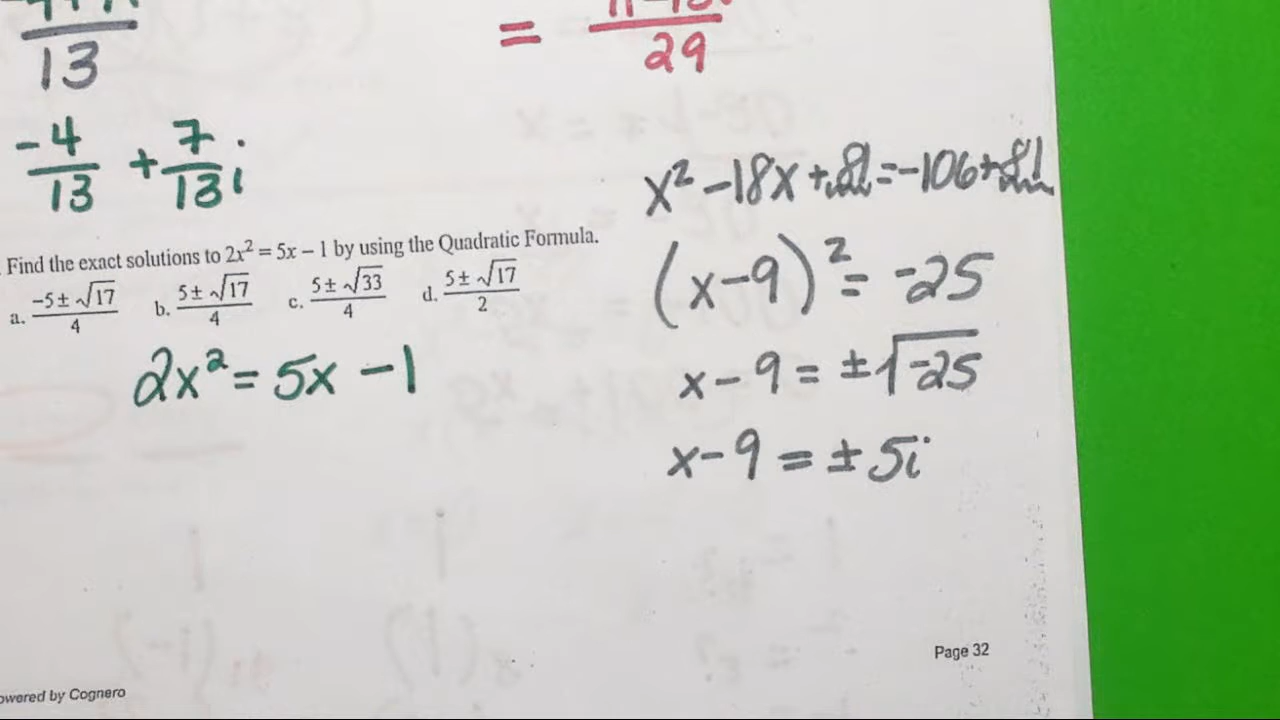 13
= 29
-4/13 + 7/13 i
Find the exact solutions to 2x² = 5x – 1 by using the Quadratic Formula.
a. -5 ± √17 / 4 b. 5 ± √17 / 4 c. 5 ± √33 / 4 d. 5 ± √17 / 2
2x² = 5x - 1
x² - 18x + 81 = -106 + 81
(x - 9)² = -25
x - 9 = ±√-25
x - 9 = ± 5i
Page 32
owered by Cognero